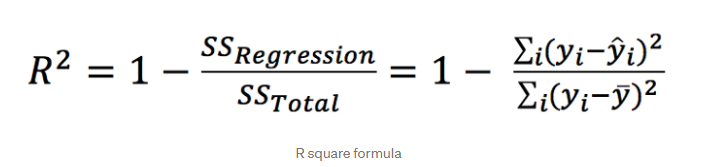 R² = 1 − SS_Regression / SS_Total = 1 − Σᵢ(yᵢ−ŷᵢ)² / Σᵢ(yᵢ−ȳ)²
R square formula